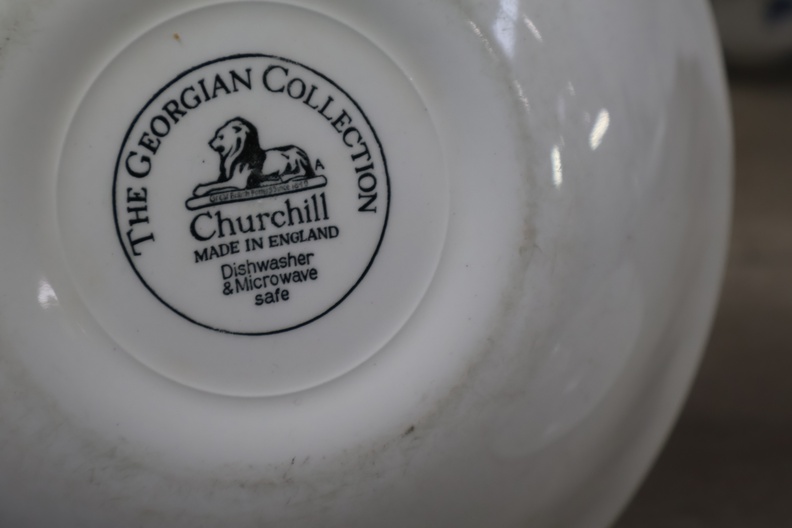 THE GEORGIAN COLLECTION
A
Churchill
MADE IN ENGLAND
Dishwasher
&Microwave
safe